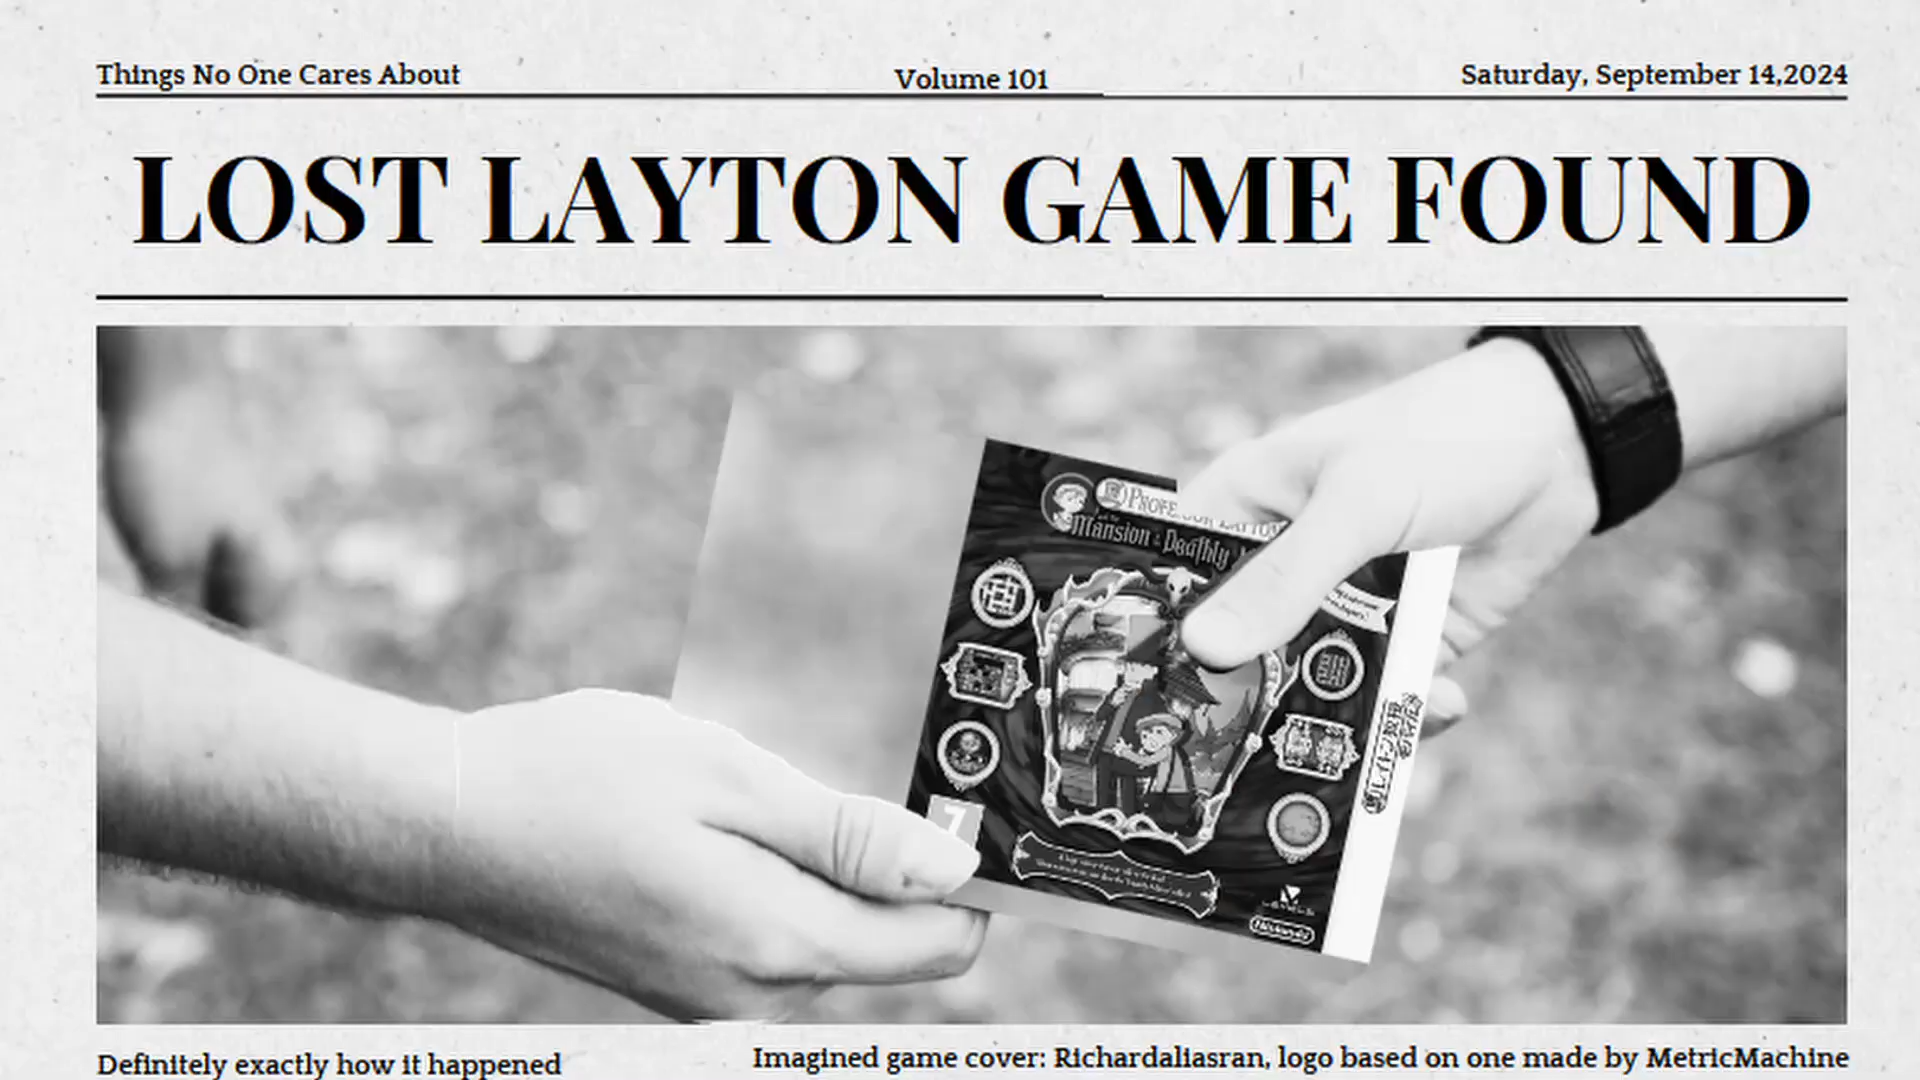 Things No One Cares About
Volume 101
Saturday, September 14,2024
LOST LAYTON GAME FOUND
Mansion
Deathly
7
Nintendo
Definitely exactly how it happened
Imagined game cover: Richardaliasran, logo based on one made by MetricMachine